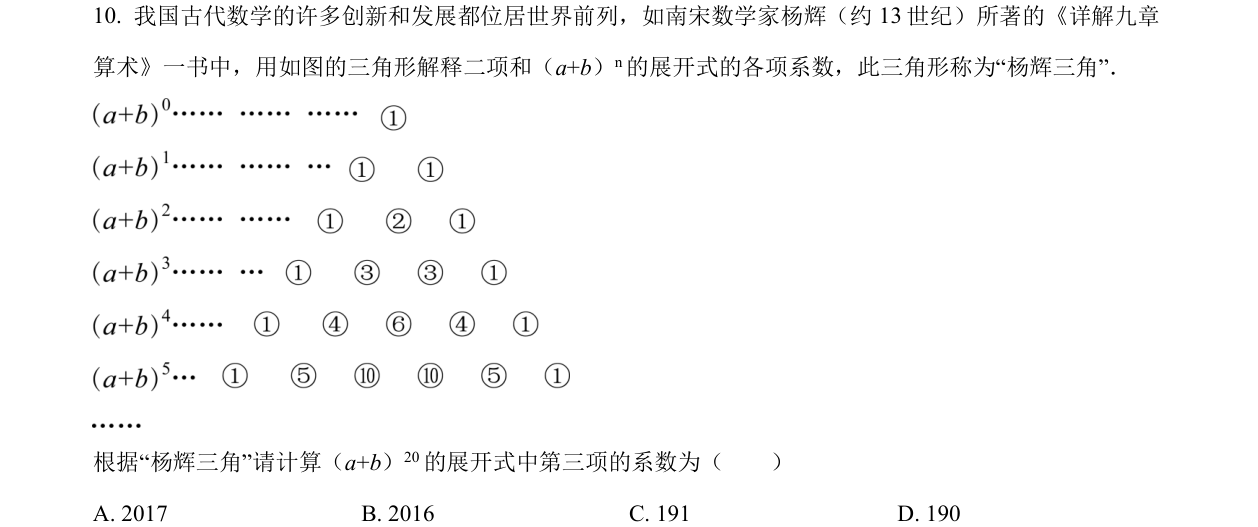 10. 我国古代数学的许多创新和发展都位居世界前列，如南宋数学家杨辉（约 13 世纪）所著的《详解九章
算术》一书中，用如图的三角形解释二项和（a+b）ⁿ 的展开式的各项系数，此三角形称为“杨辉三角”．
(a+b)⁰…… …… …… ①
(a+b)¹…… …… … ① ①
(a+b)²…… …… ① ② ①
(a+b)³…… … ① ③ ③ ①
(a+b)⁴…… ① ④ ⑥ ④ ①
(a+b)⁵… ① ⑤ ⑩ ⑩ ⑤ ①
……
根据“杨辉三角”请计算（a+b）²⁰ 的展开式中第三项的系数为（　　）
A. 2017 B. 2016 C. 191 D. 190